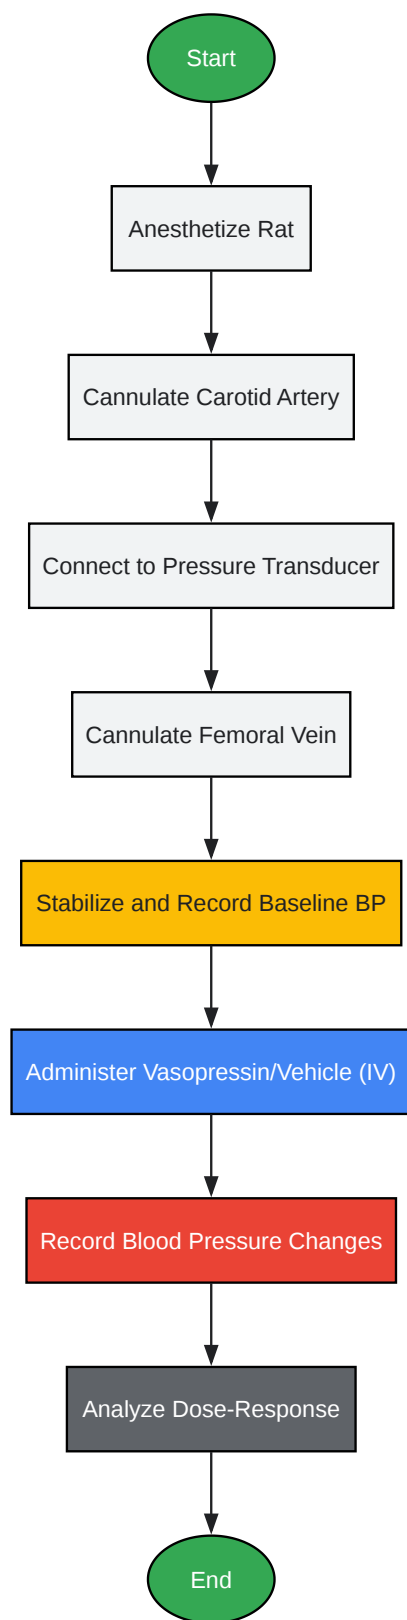 Start
Anesthetize Rat
Cannulate Carotid Artery
Connect to Pressure Transducer
Cannulate Femoral Vein
Stabilize and Record Baseline BP
Administer Vasopressin/Vehicle (IV)
Record Blood Pressure Changes
Analyze Dose-Response
End